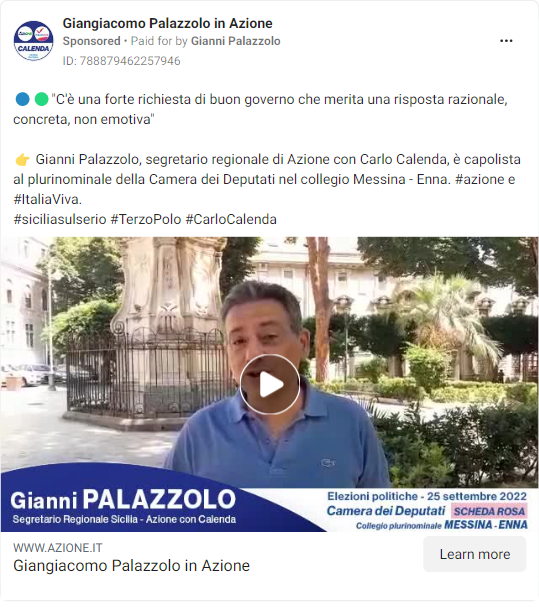 Giangiacomo Palazzolo in Azione
Sponsored • Paid for by Gianni Palazzolo
ID: 788879462257946
CALENDA
🔵🟢"C'è una forte richiesta di buon governo che merita una risposta razionale,
concreta, non emotiva"
👉 Gianni Palazzolo, segretario regionale di Azione con Carlo Calenda, è capolista
al plurinominale della Camera dei Deputati nel collegio Messina - Enna. #azione e
#ItaliaViva.
#siciliasulserio #TerzoPolo #CarloCalenda
Gianni PALAZZOLO
Segretario Regionale Sicilia - Azione con Calenda
Elezioni politiche - 25 settembre 2022
Camera dei Deputati SCHEDA ROSA
Collegio plurinominale MESSINA - ENNA
WWW.AZIONE.IT
Giangiacomo Palazzolo in Azione
Learn more